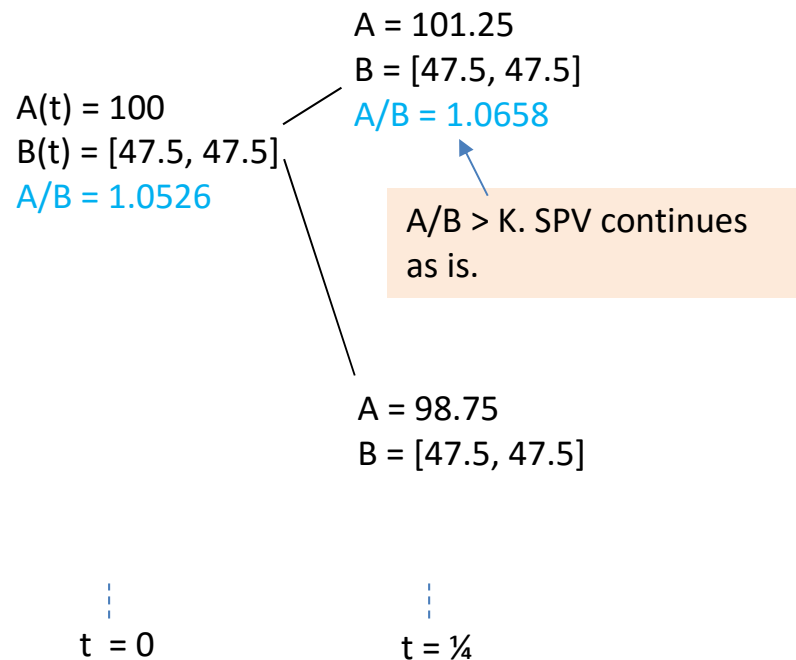 A = 101.25
B = [47.5, 47.5]
A/B = 1.0658
A(t) = 100
B(t) = [47.5, 47.5]
A/B = 1.0526
A/B > K. SPV continues
as is.
A = 98.75
B = [47.5, 47.5]
t = 0
t = ¼